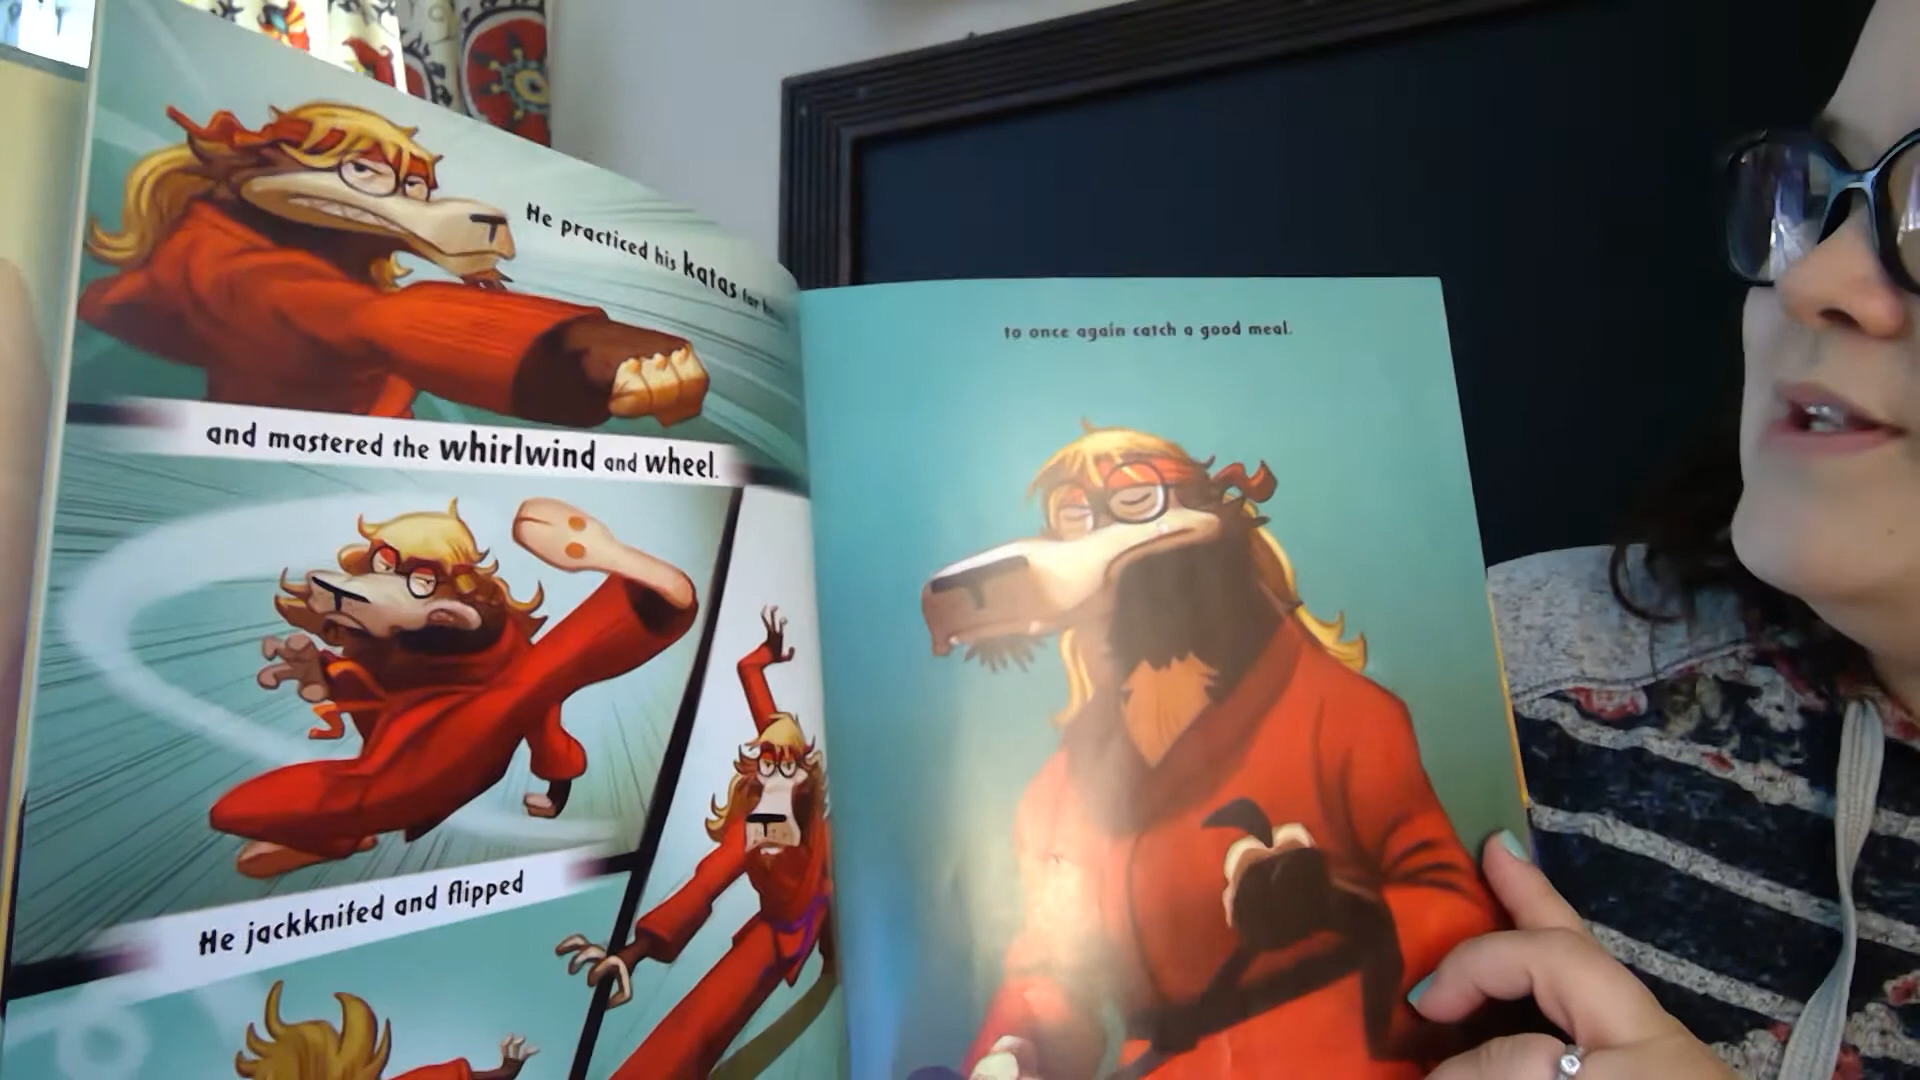 He practiced his katas for
and mastered the whirlwind and wheel.
He jackknifed and flipped
to once again catch a good meal.